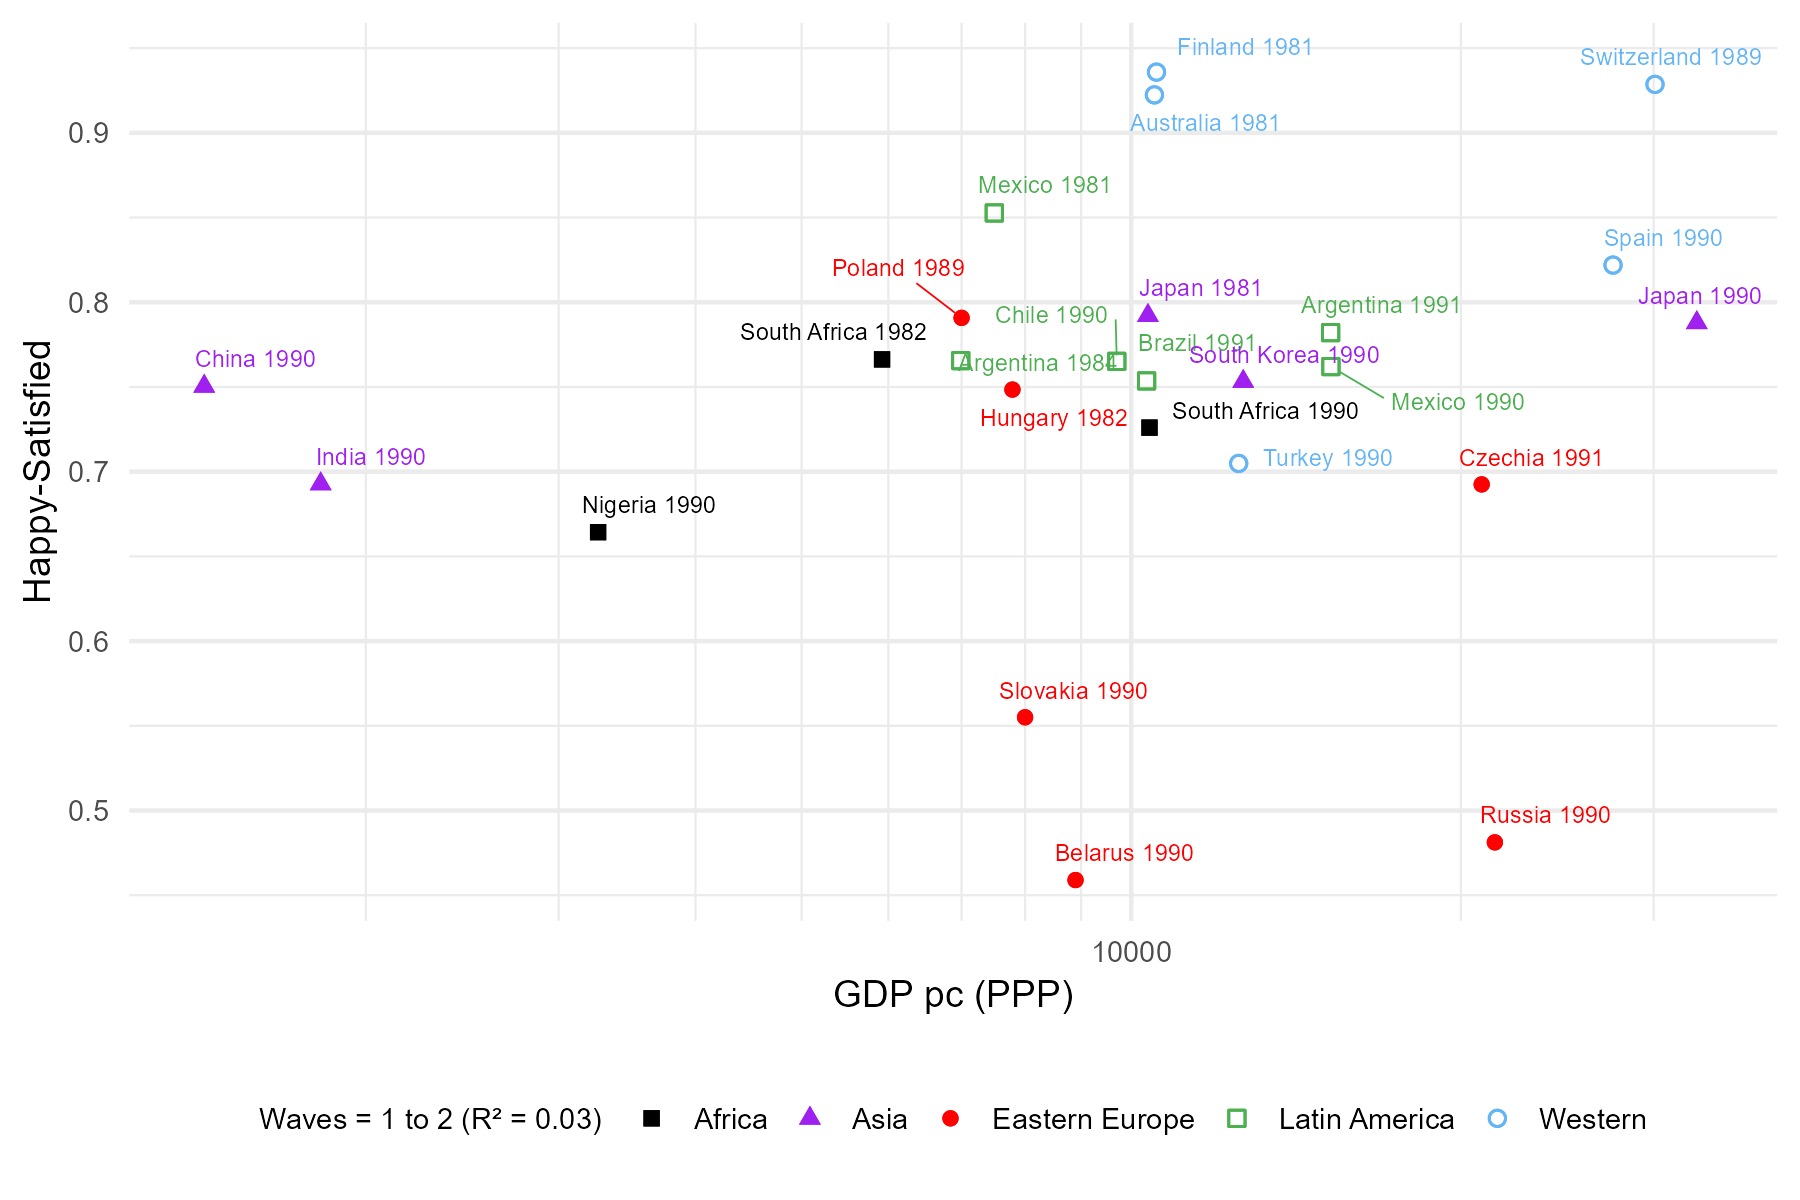 Finland 1981
Switzerland 1989
Australia 1981
0.9
Mexico 1981
Spain 1990
Poland 1989
Japan 1981
Japan 1990
0.8
Argentina 1991
Chile 1990
South Africa 1982
Brazil 1991
South Korea 1990
China 1990
Argentina 1984
Mexico 1990
South Africa 1990
Hungary 1982
India 1990
Turkey 1990
Czechia 1991
0.7
Nigeria 1990
Happy-Satisfied
0.6
Slovakia 1990
0.5
Russia 1990
Belarus 1990
10000
GDP pc (PPP)
Waves = 1 to 2 (R² = 0.03) Africa Asia Eastern Europe Latin America Western